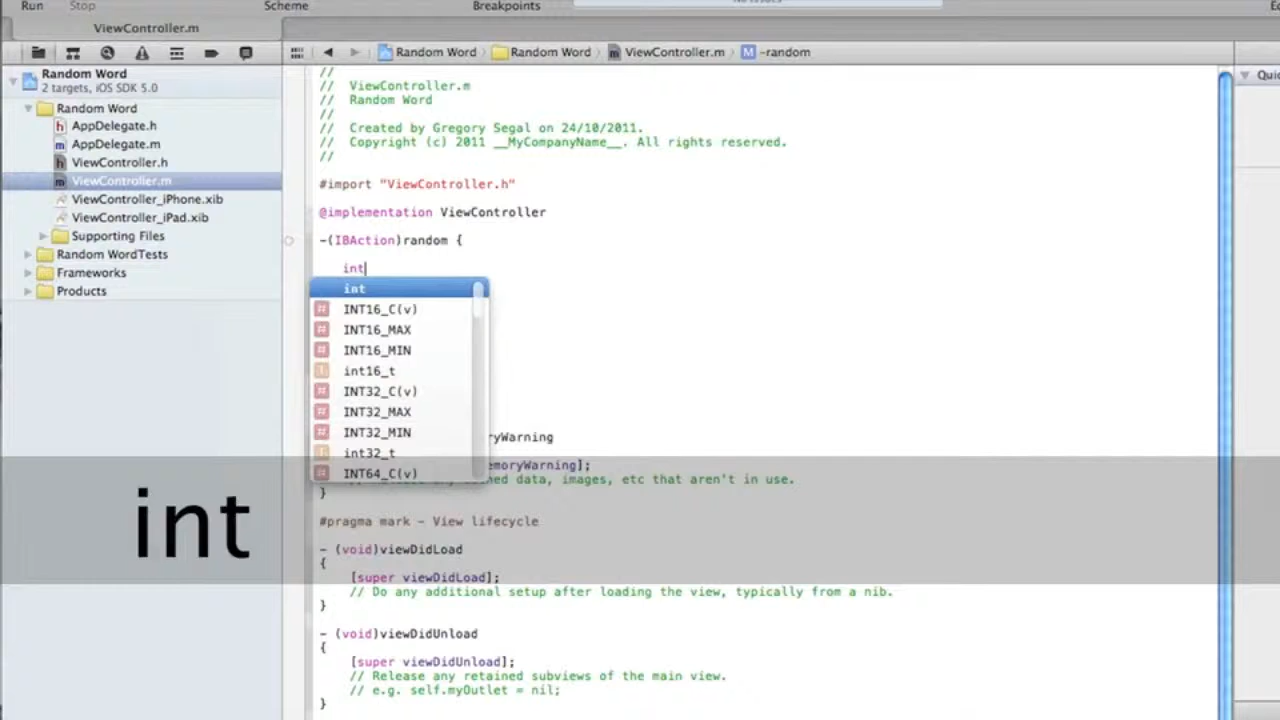 Run Stop Scheme Breakpoints
ViewController.m
Random Word Random Word ViewController.m M -random
Random Word
2 targets, iOS SDK 5.0
Random Word
h AppDelegate.h
m AppDelegate.m
h ViewController.h
m ViewController.m
ViewController_iPhone.xib
ViewController_iPad.xib
Supporting Files
Random WordTests
Frameworks
Products
//
// ViewController.m
// Random Word
//
// Created by Gregory Segal on 24/10/2011.
// Copyright (c) 2011 __MyCompanyName__. All rights reserved.
//
#import "ViewController.h"
@implementation ViewController
-(IBAction)random {
int
int
# INT16_C(v)
# INT16_MAX
# INT16_MIN
int16_t
# INT32_C(v)
# INT32_MAX
# INT32_MIN
int32_t
# INT64_C(v)
ryWarning
emoryWarning];
data, images, etc that aren't in use.
}
int
#pragma mark - View lifecycle
- (void)viewDidLoad
{
[super viewDidLoad];
// Do any additional setup after loading the view, typically from a nib.
}
- (void)viewDidUnload
{
[super viewDidUnload];
// Release any retained subviews of the main view.
// e.g. self.myOutlet = nil;
}
Quic